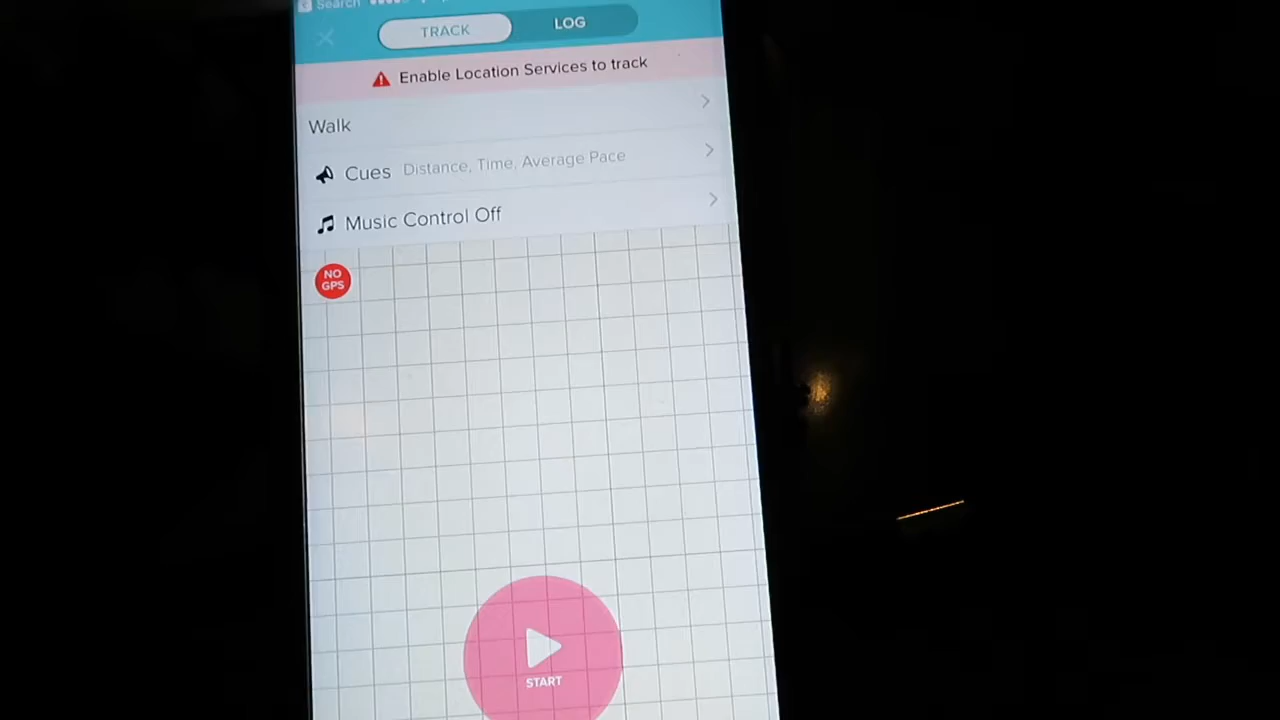 Search
TRACK
LOG
Enable Location Services to track
Walk
Cues Distance, Time, Average Pace
Music Control Off
NO
GPS
START